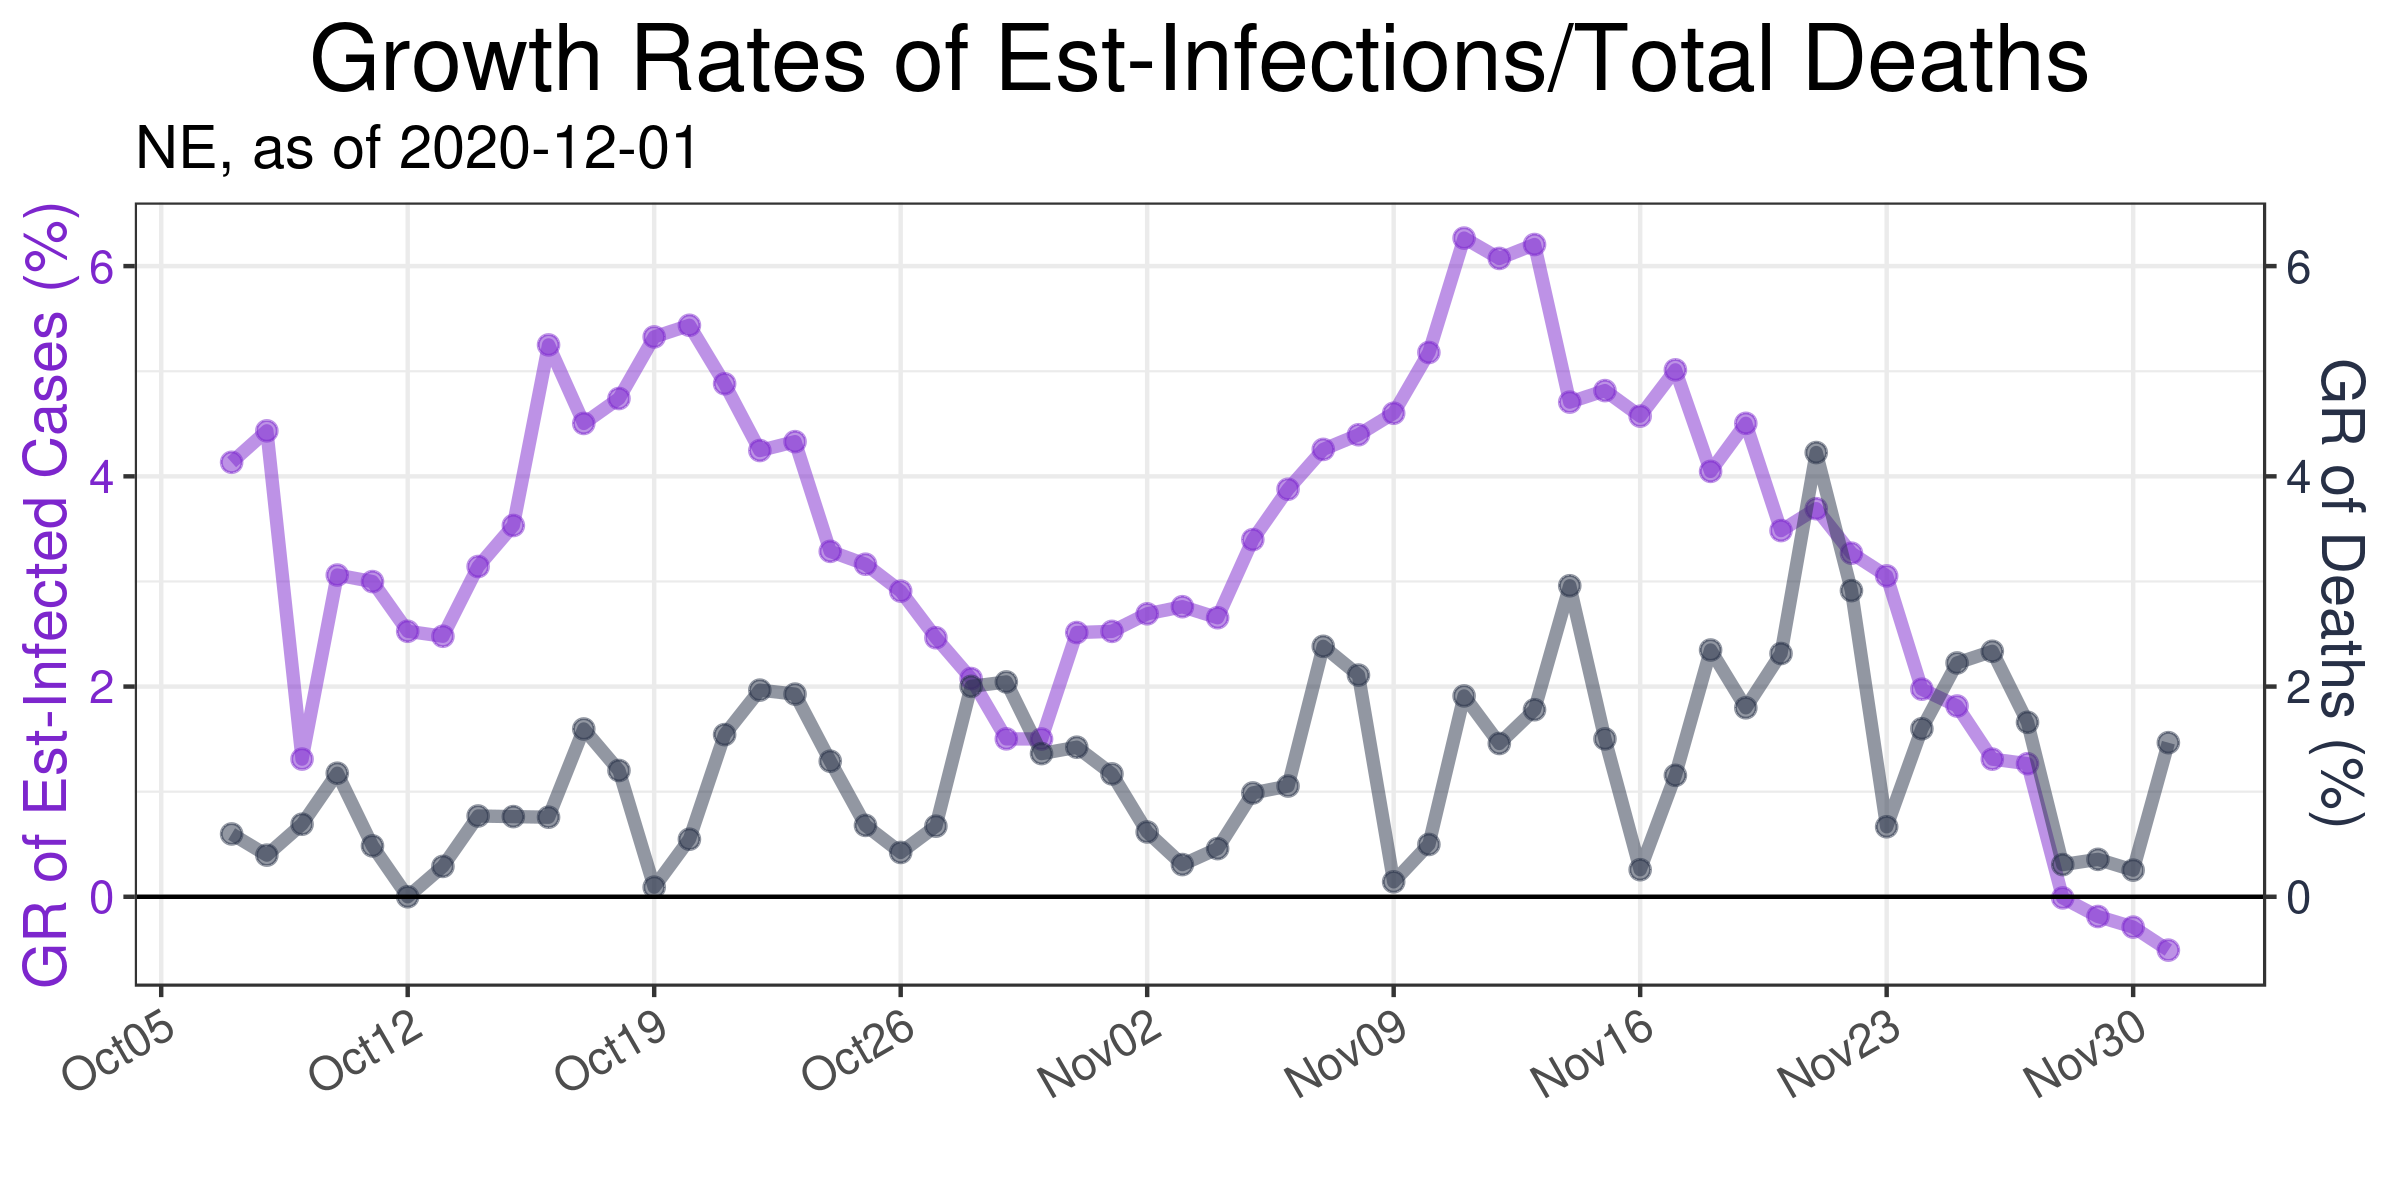 Growth Rates of Est-Infections/Total Deaths
NE, as of 2020-12-01
GR of Est-Infected Cases (%)
6
4
2
0
6
4
2
0
GR of Deaths (%)
Oct05
Oct12
Oct19
Oct26
Nov02
Nov09
Nov16
Nov23
Nov30